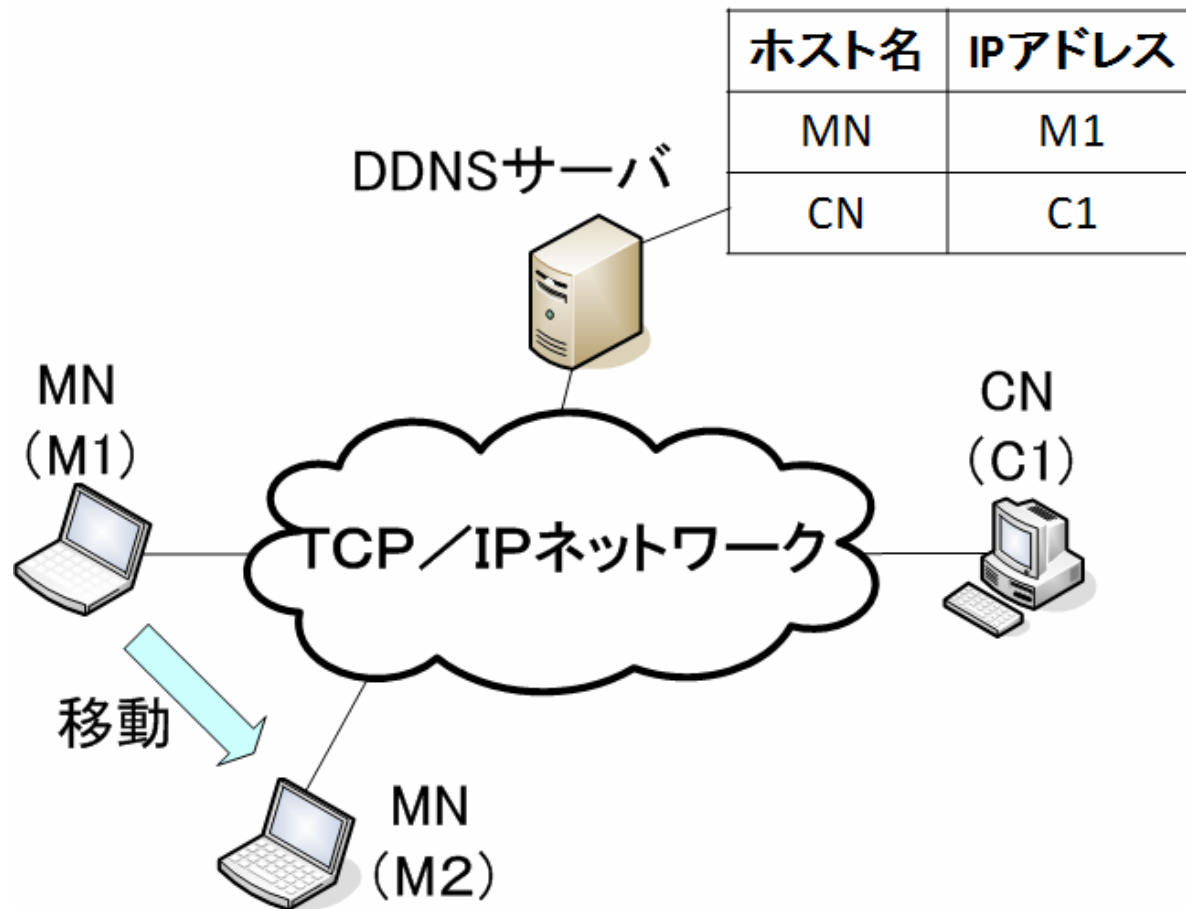 ホスト名 IPアドレス
MN M1
CN C1
DDNSサーバ
MN
(M1)
CN
(C1)
TCP／IPネットワーク
移動
MN
(M2)